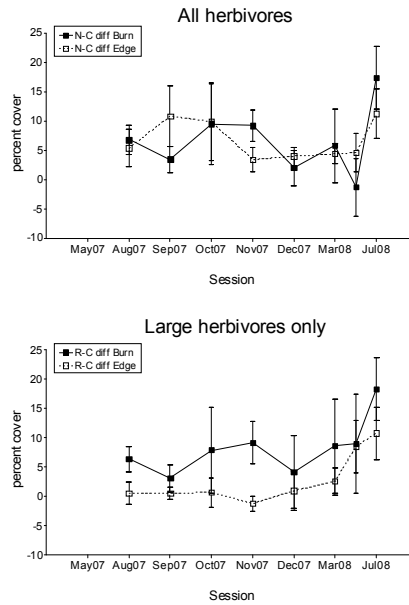 All herbivores
N-C diff Burn
N-C diff Edge
25
20
15
10
5
0
-5
-10
percent cover
May07 Aug07 Sep07 Oct07 Nov07 Dec07 Mar08 Jul08
Session
Large herbivores only
R-C diff Burn
R-C diff Edge
25
20
15
10
5
0
-5
-10
percent cover
May07 Aug07 Sep07 Oct07 Nov07 Dec07 Mar08 Jul08
Session